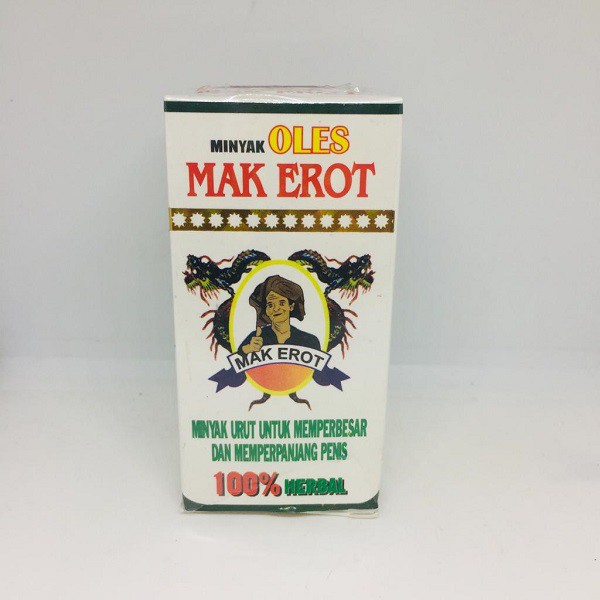 MINYAK OLES
MAK EROT
MAK EROT
MINYAK URUT UNTUK MEMPERBESAR
DAN MEMPERPANJANG PENIS
100% HERBAL